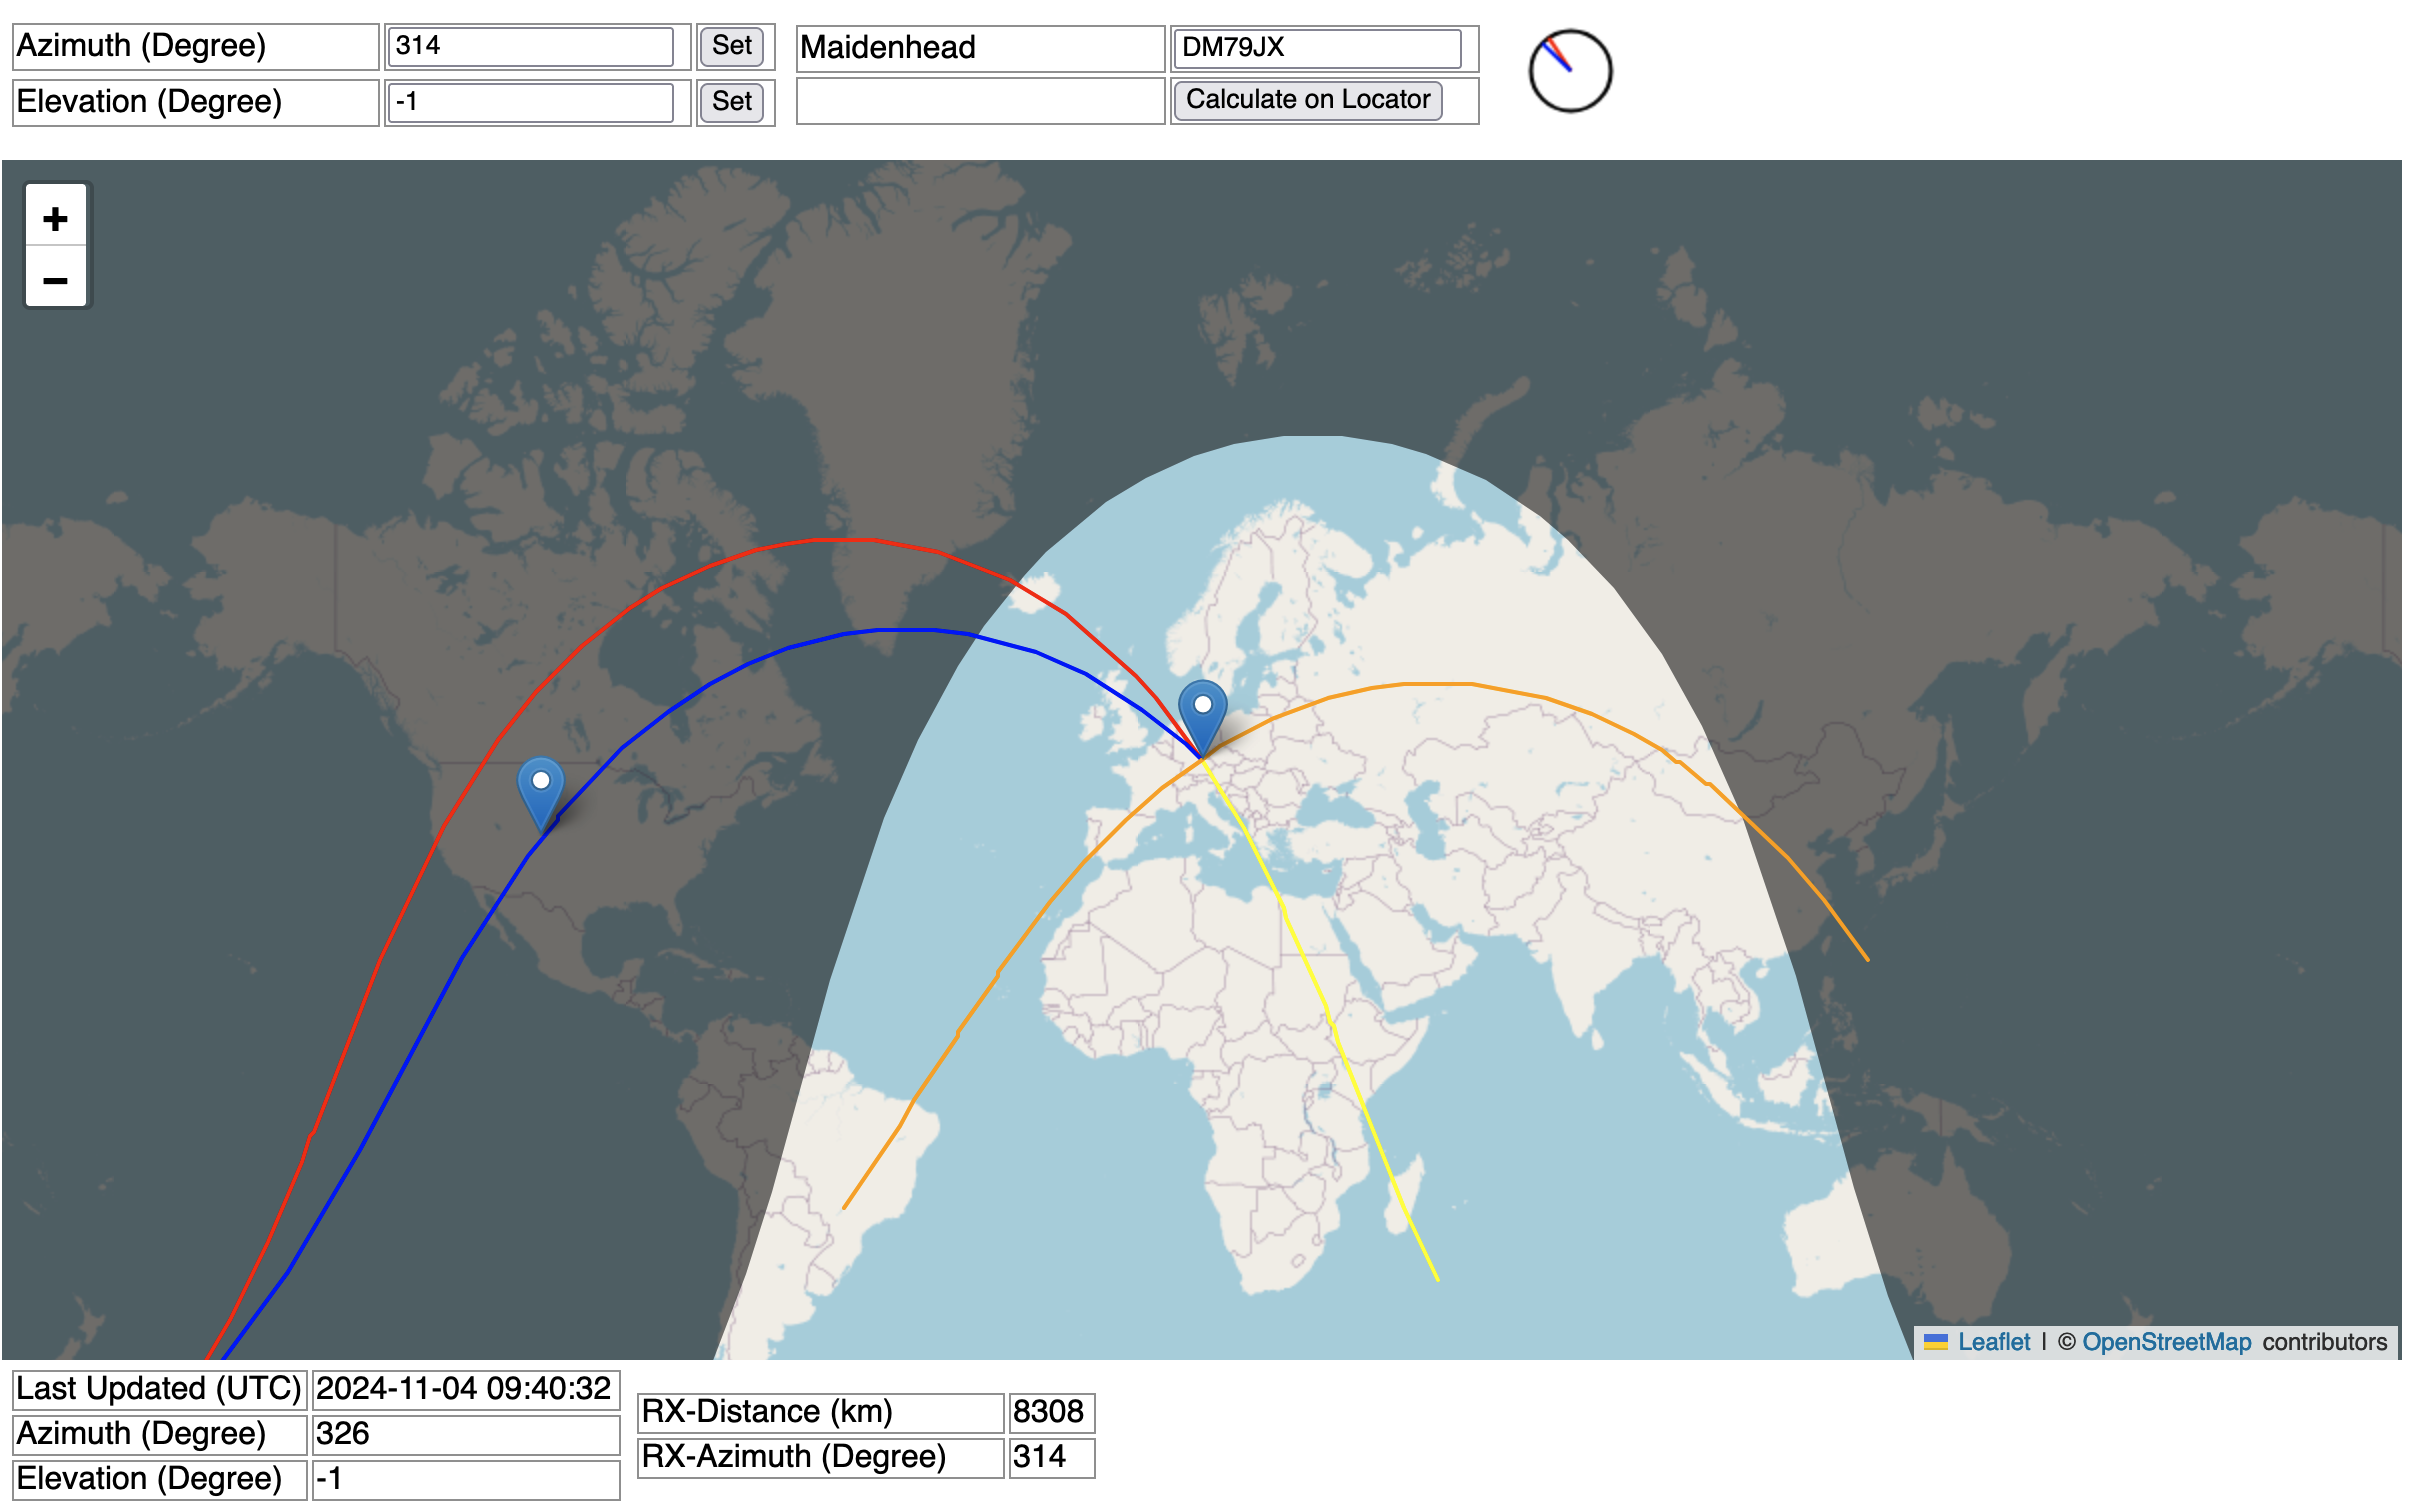 Azimuth (Degree) 314 Set Maidenhead DM79JX
Elevation (Degree) -1 Set Calculate on Locator
+
−
Leaflet | © OpenStreetMap contributors
Last Updated (UTC) 2024-11-04 09:40:32
Azimuth (Degree) 326
Elevation (Degree) -1
RX-Distance (km) 8308
RX-Azimuth (Degree) 314